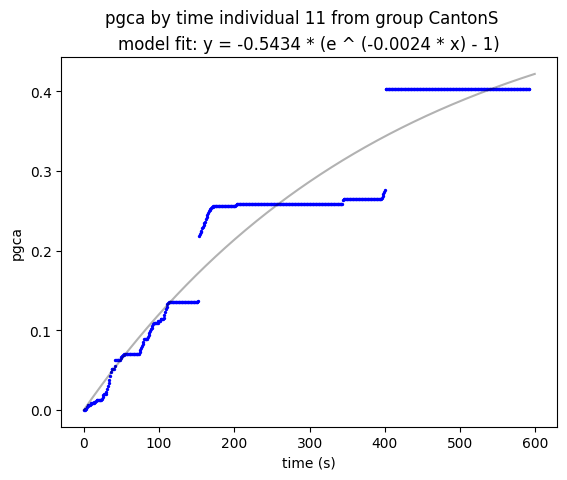 pgca by time individual 11 from group CantonS
model fit: y = -0.5434 * (e ^ (-0.0024 * x) - 1)
0.4
0.3
0.2
0.1
0.0
pgca
0 100 200 300 400 500 600
time (s)